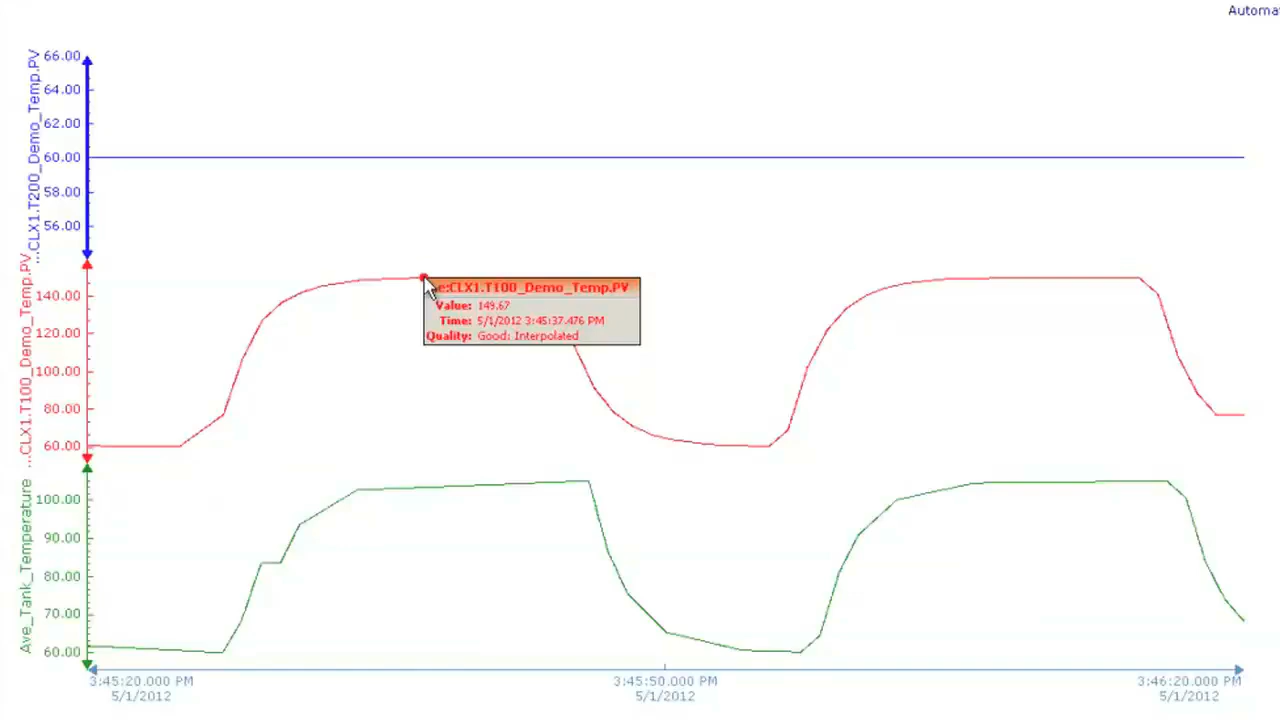 Automa
66.00
64.00
62.00
60.00
58.00
56.00
...CLX1.T200_Demo_Temp.PV
140.00
120.00
100.00
80.00
60.00
...CLX1.T100_Demo_Temp.PV
e:CLX1.T100_Demo_Temp.PV
Value: 149.67
Time: 5/1/2012 3:45:37.476 PM
Quality: Good: Interpolated
100.00
90.00
80.00
70.00
60.00
Ave_Tank_Temperature
3:45:20.000 PM 3:45:50.000 PM 3:46:20.000 PM
5/1/2012 5/1/2012 5/1/2012